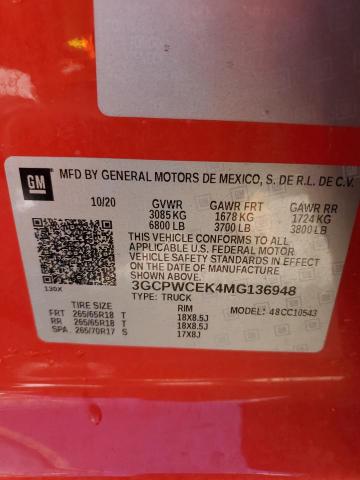 GM MFD BY GENERAL MOTORS DE MEXICO, S. DE R.L. DE C.V.
10/20 GVWR GAWR FRT GAWR RR
3085 KG 1678 KG 1724 KG
6800 LB 3700 LB 3800 LB
THIS VEHICLE CONFORMS TO ALL
APPLICABLE U.S. FEDERAL MOTOR
VEHICLE SAFETY STANDARDS IN
EFFECT ON THE DATE OF MANUFACTURE
SHOWN ABOVE.
3GCPWCEK4MG136948
130X TYPE: TRUCK
TIRE SIZE RIM MODEL: 48CC10543
FRT 265/65R18 T 18X8.5J
RR 265/65R18 T 18X8.5J
SPA 265/70R17 S 17X8J